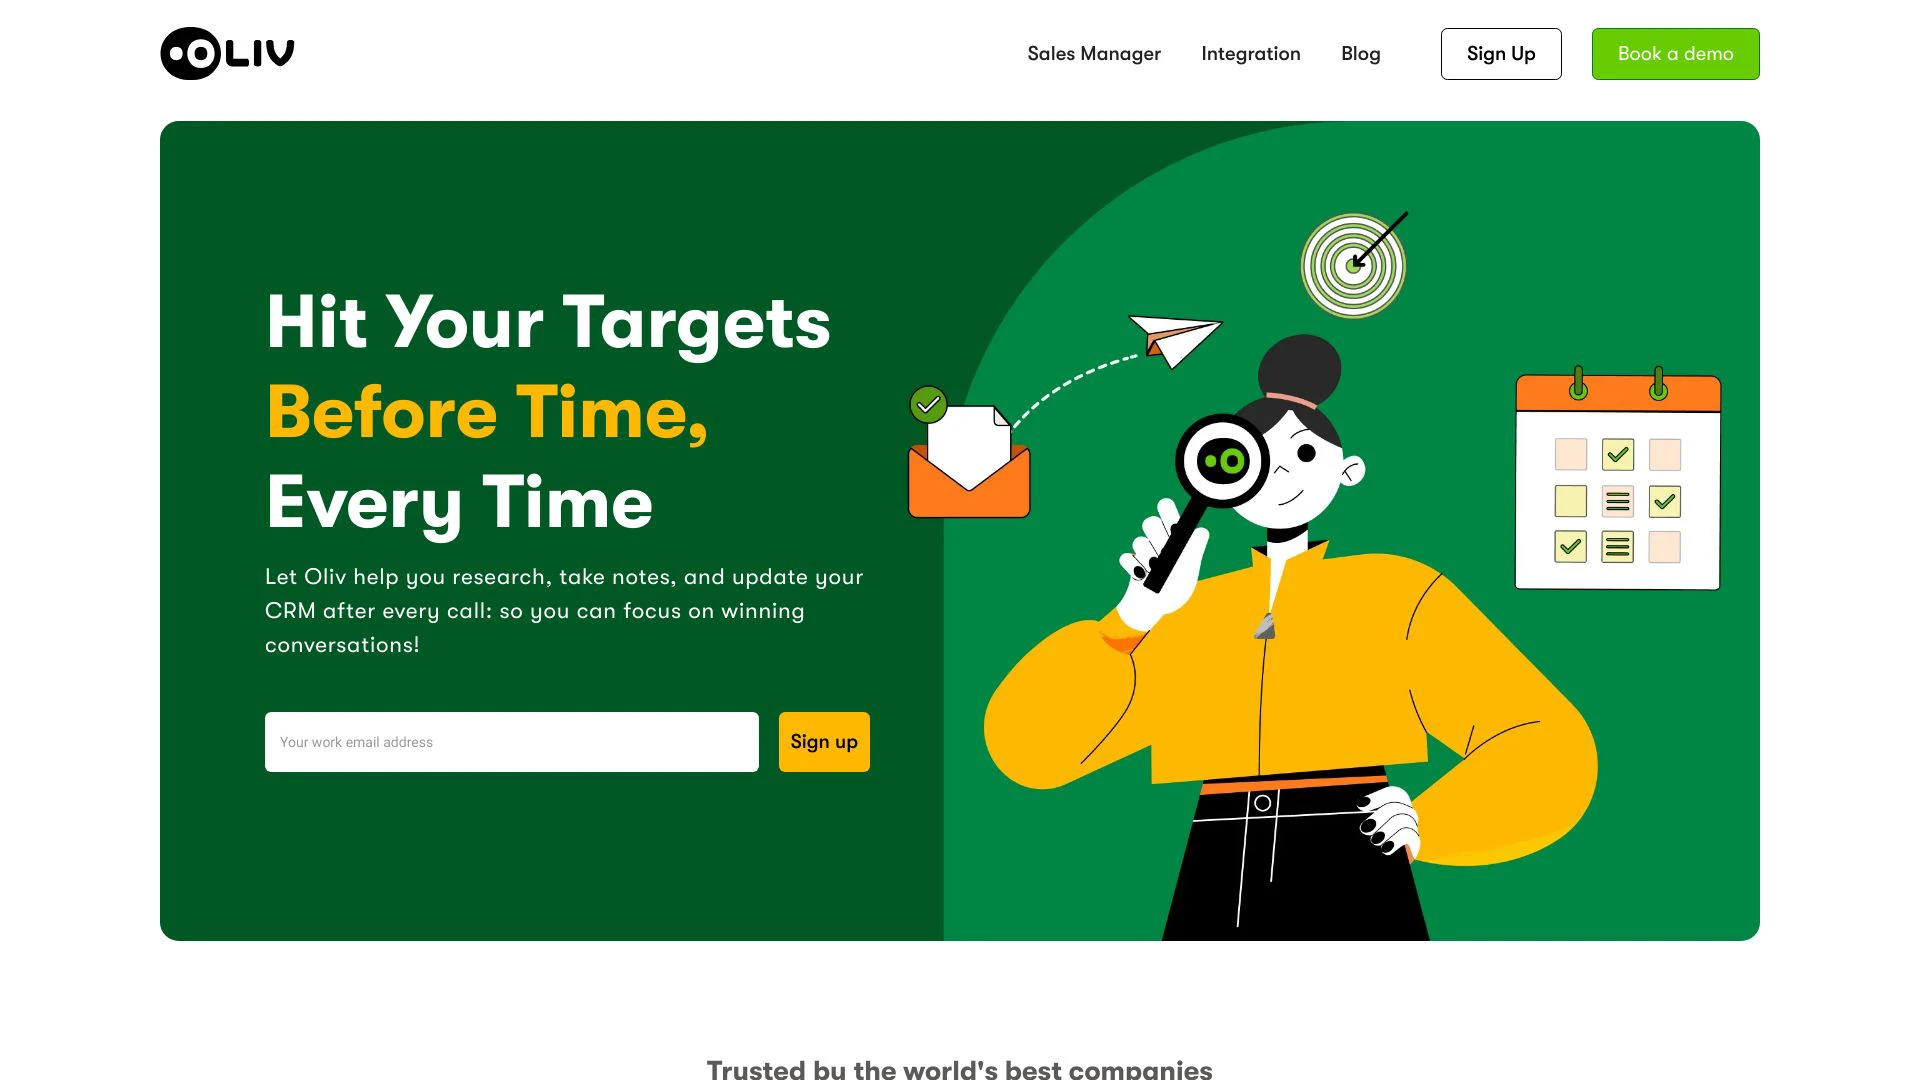 OLIV
Sales Manager
Integration
Blog
Sign Up
Book a demo
Hit Your Targets
Before Time,
Every Time
Let Oliv help you research, take notes, and update your
CRM after every call: so you can focus on winning
conversations!
Your work email address
Sign up
Trusted by the world's best companies